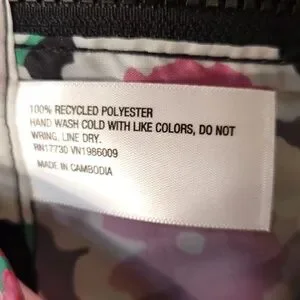 100% RECYCLED POLYESTER
HAND WASH COLD WITH LIKE COLORS, DO NOT
WRING, LINE DRY.
RN17730 VN1986009
MADE IN CAMBODIA